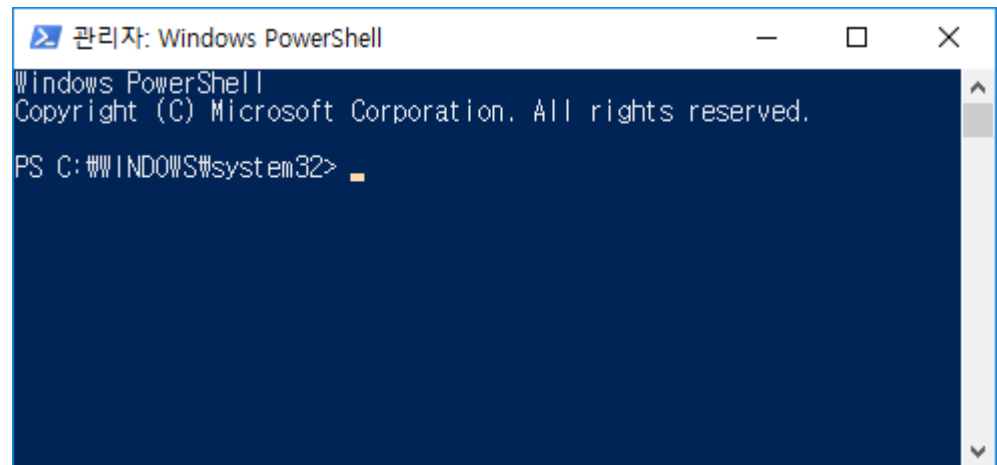 관리자: Windows PowerShell
Windows PowerShell
Copyright (C) Microsoft Corporation. All rights reserved.
PS C:₩WINDOWS₩system32>